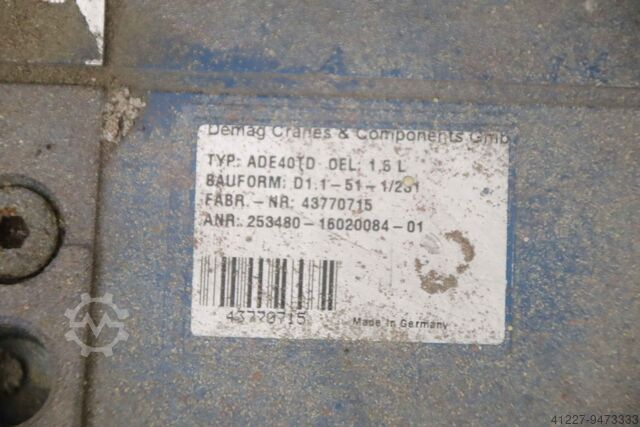 Demag Cranes & Components Gmb
TYP: ADE40TD OEL: 1,5 L
BAUFORM: D1.1-51-1/231
FABR.-NR: 43770715
ANR: 253480-16020084-01
43770715
Made in Germany
41227-9473333